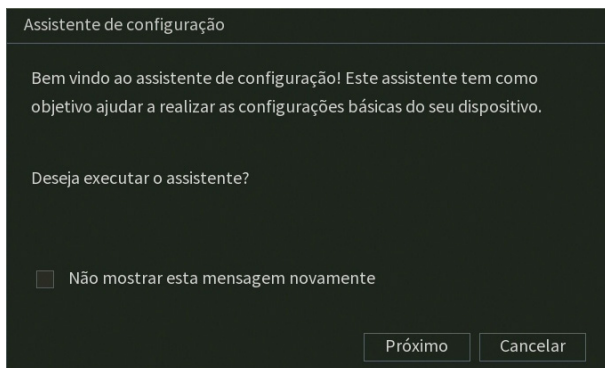 Assistente de configuração
Bem vindo ao assistente de configuração! Este assistente tem como
objetivo ajudar a realizar as configurações básicas do seu dispositivo.
Deseja executar o assistente?
Não mostrar esta mensagem novamente
Próximo Cancelar